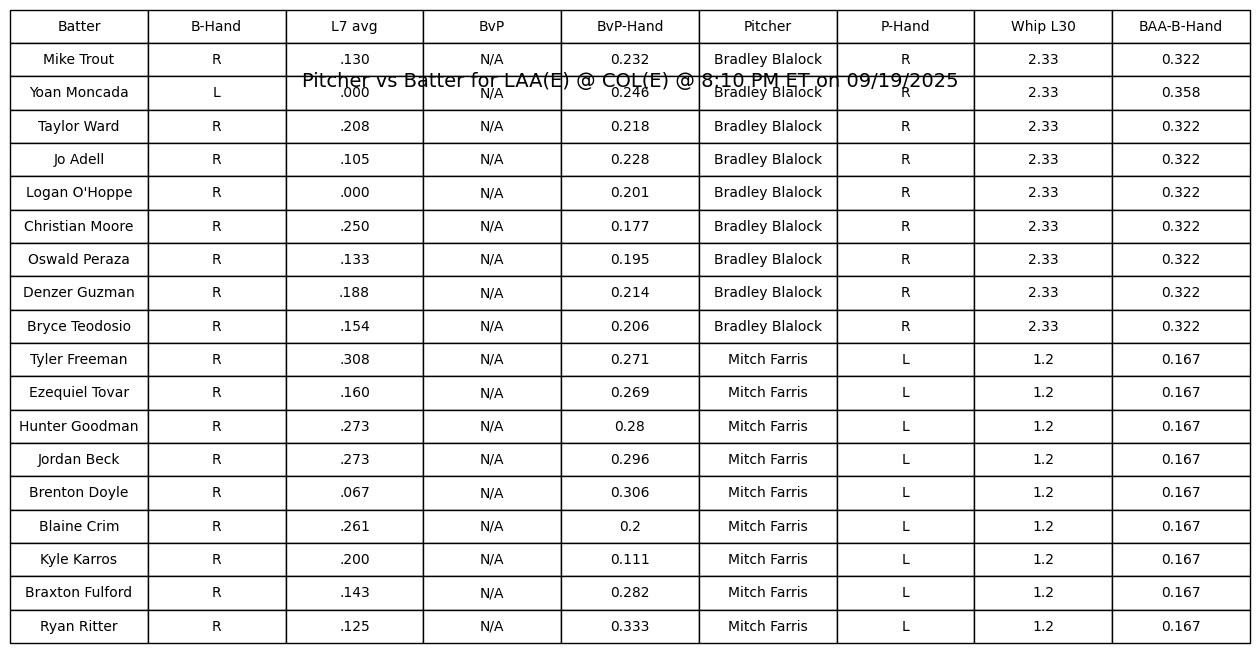 Batter B-Hand L7 avg BvP BvP-Hand Pitcher P-Hand Whip L30 BAA-B-Hand
Mike Trout R .130 N/A 0.232 Bradley Blalock R 2.33 0.322
Pitcher vs Batter for LAA(E) @ COL(E) @ 8:10 PM ET on 09/19/2025
Yoan Moncada L .000 N/A 0.246 Bradley Blalock R 2.33 0.358
Taylor Ward R .208 N/A 0.218 Bradley Blalock R 2.33 0.322
Jo Adell R .105 N/A 0.228 Bradley Blalock R 2.33 0.322
Logan O'Hoppe R .000 N/A 0.201 Bradley Blalock R 2.33 0.322
Christian Moore R .250 N/A 0.177 Bradley Blalock R 2.33 0.322
Oswald Peraza R .133 N/A 0.195 Bradley Blalock R 2.33 0.322
Denzer Guzman R .188 N/A 0.214 Bradley Blalock R 2.33 0.322
Bryce Teodosio R .154 N/A 0.206 Bradley Blalock R 2.33 0.322
Tyler Freeman R .308 N/A 0.271 Mitch Farris L 1.2 0.167
Ezequiel Tovar R .160 N/A 0.269 Mitch Farris L 1.2 0.167
Hunter Goodman R .273 N/A 0.28 Mitch Farris L 1.2 0.167
Jordan Beck R .273 N/A 0.296 Mitch Farris L 1.2 0.167
Brenton Doyle R .067 N/A 0.306 Mitch Farris L 1.2 0.167
Blaine Crim R .261 N/A 0.2 Mitch Farris L 1.2 0.167
Kyle Karros R .200 N/A 0.111 Mitch Farris L 1.2 0.167
Braxton Fulford R .143 N/A 0.282 Mitch Farris L 1.2 0.167
Ryan Ritter R .125 N/A 0.333 Mitch Farris L 1.2 0.167